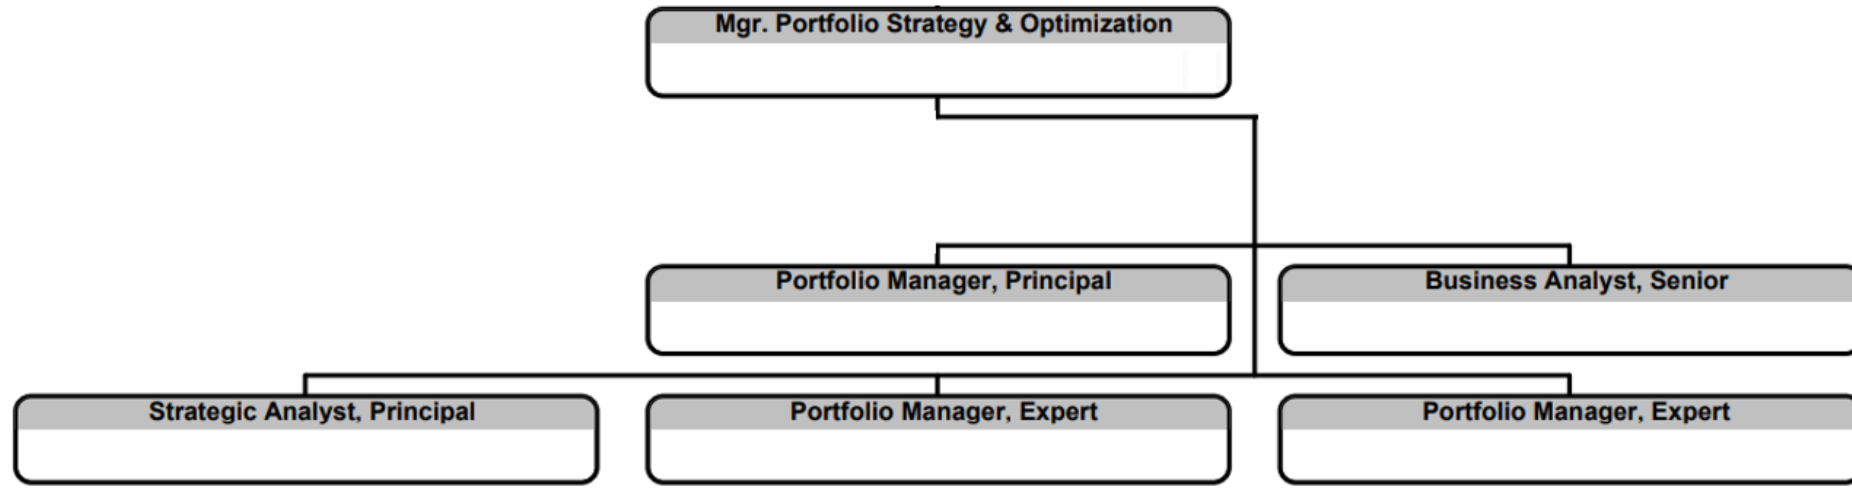 Mgr. Portfolio Strategy & Optimization
Portfolio Manager, Principal
Business Analyst, Senior
Strategic Analyst, Principal
Portfolio Manager, Expert
Portfolio Manager, Expert